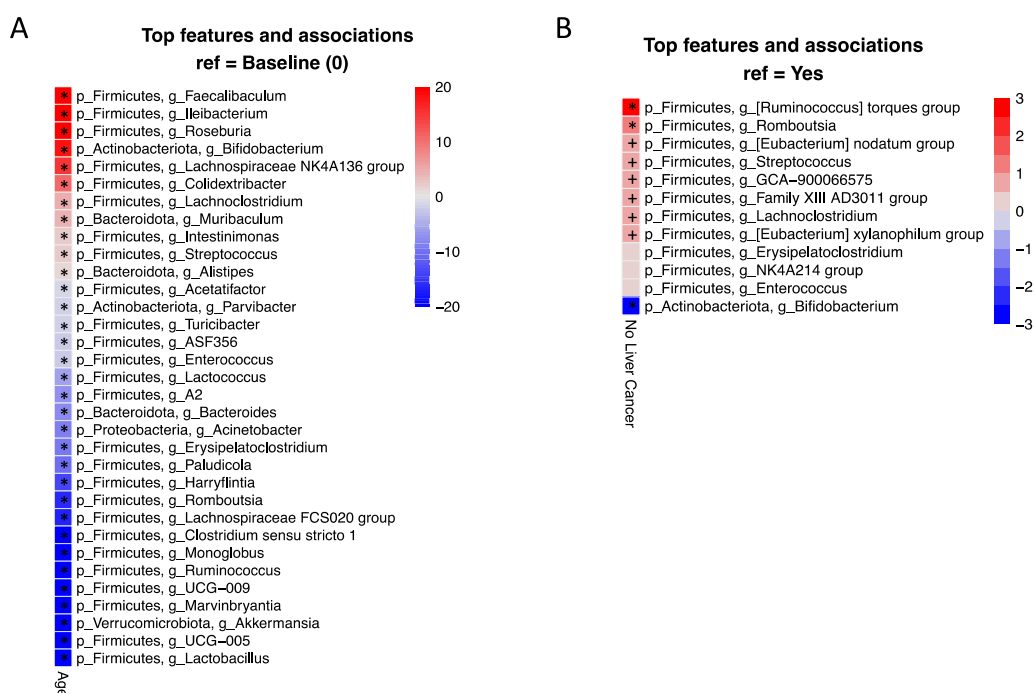 A
Top features and associations
ref = Baseline (0)
* p_Firmicutes, g_Faecalibaculum
* p_Firmicutes, g_Ileibacterium
* p_Firmicutes, g_Roseburia
* p_Actinobacteriota, g_Bifidobacterium
* p_Firmicutes, g_Lachnospiraceae NK4A136 group
* p_Firmicutes, g_Colidextribacter
* p_Firmicutes, g_Lachnoclostridium
* p_Bacteroidota, g_Muribaculum
* p_Firmicutes, g_Intestinimonas
* p_Firmicutes, g_Streptococcus
* p_Bacteroidota, g_Alistipes
* p_Firmicutes, g_Acetatifactor
* p_Actinobacteriota, g_Parvibacter
* p_Firmicutes, g_Turicibacter
* p_Firmicutes, g_ASF356
* p_Firmicutes, g_Enterococcus
* p_Firmicutes, g_Lactococcus
* p_Firmicutes, g_A2
* p_Bacteroidota, g_Bacteroides
* p_Proteobacteria, g_Acinetobacter
* p_Firmicutes, g_Erysipelatoclostridium
* p_Firmicutes, g_Paludicola
* p_Firmicutes, g_Harryflintia
* p_Firmicutes, g_Romboutsia
* p_Firmicutes, g_Lachnospiraceae FCS020 group
* p_Firmicutes, g_Clostridium sensu stricto 1
* p_Firmicutes, g_Monoglobus
* p_Firmicutes, g_Ruminococcus
* p_Firmicutes, g_UCG−009
* p_Firmicutes, g_Marvinbryantia
* p_Verrucomicrobiota, g_Akkermansia
* p_Firmicutes, g_UCG−005
* p_Firmicutes, g_Lactobacillus
Age
20
10
0
−10
−20
B
Top features and associations
ref = Yes
* p_Firmicutes, g_[Ruminococcus] torques group
* p_Firmicutes, g_Romboutsia
+ p_Firmicutes, g_[Eubacterium] nodatum group
+ p_Firmicutes, g_Streptococcus
+ p_Firmicutes, g_GCA−900066575
+ p_Firmicutes, g_Family XIII AD3011 group
+ p_Firmicutes, g_Lachnoclostridium
+ p_Firmicutes, g_[Eubacterium] xylanophilum group
p_Firmicutes, g_Erysipelatoclostridium
p_Firmicutes, g_NK4A214 group
p_Firmicutes, g_Enterococcus
* p_Actinobacteriota, g_Bifidobacterium
No Liver Cancer
3
2
1
0
−1
−2
−3